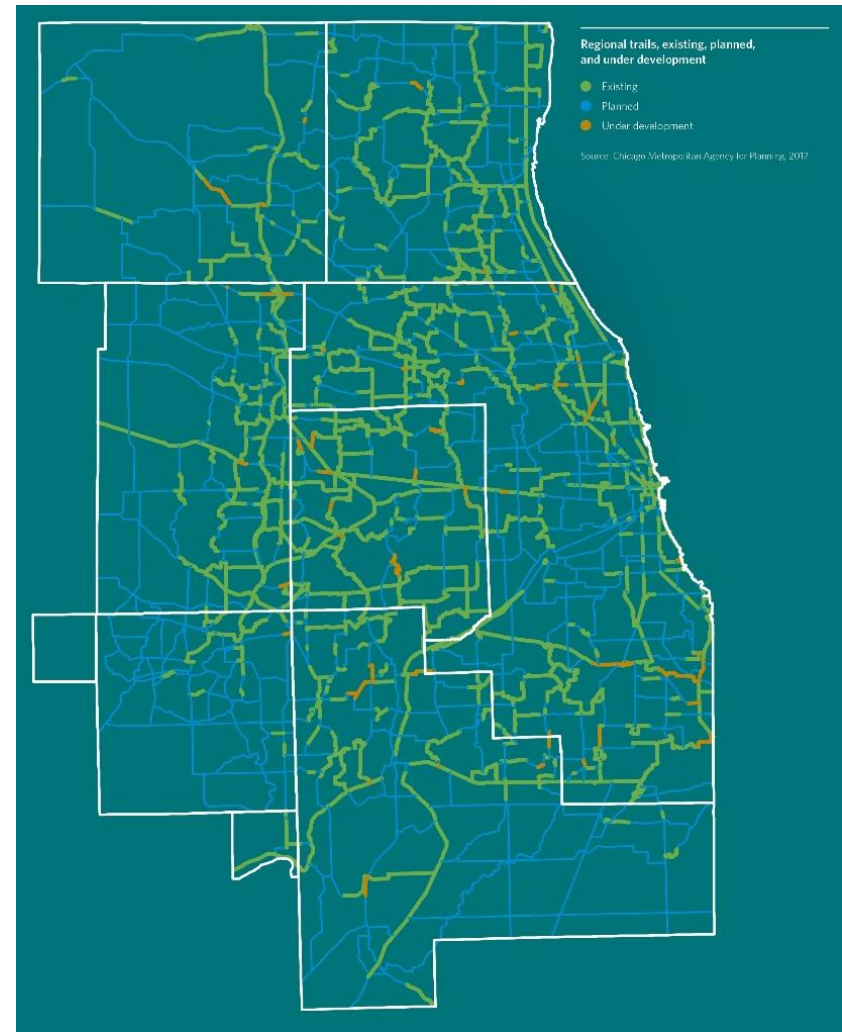 Regional trails, existing, planned,
and under development
Existing
Planned
Under development
Source: Chicago Metropolitan Agency for Planning, 2017